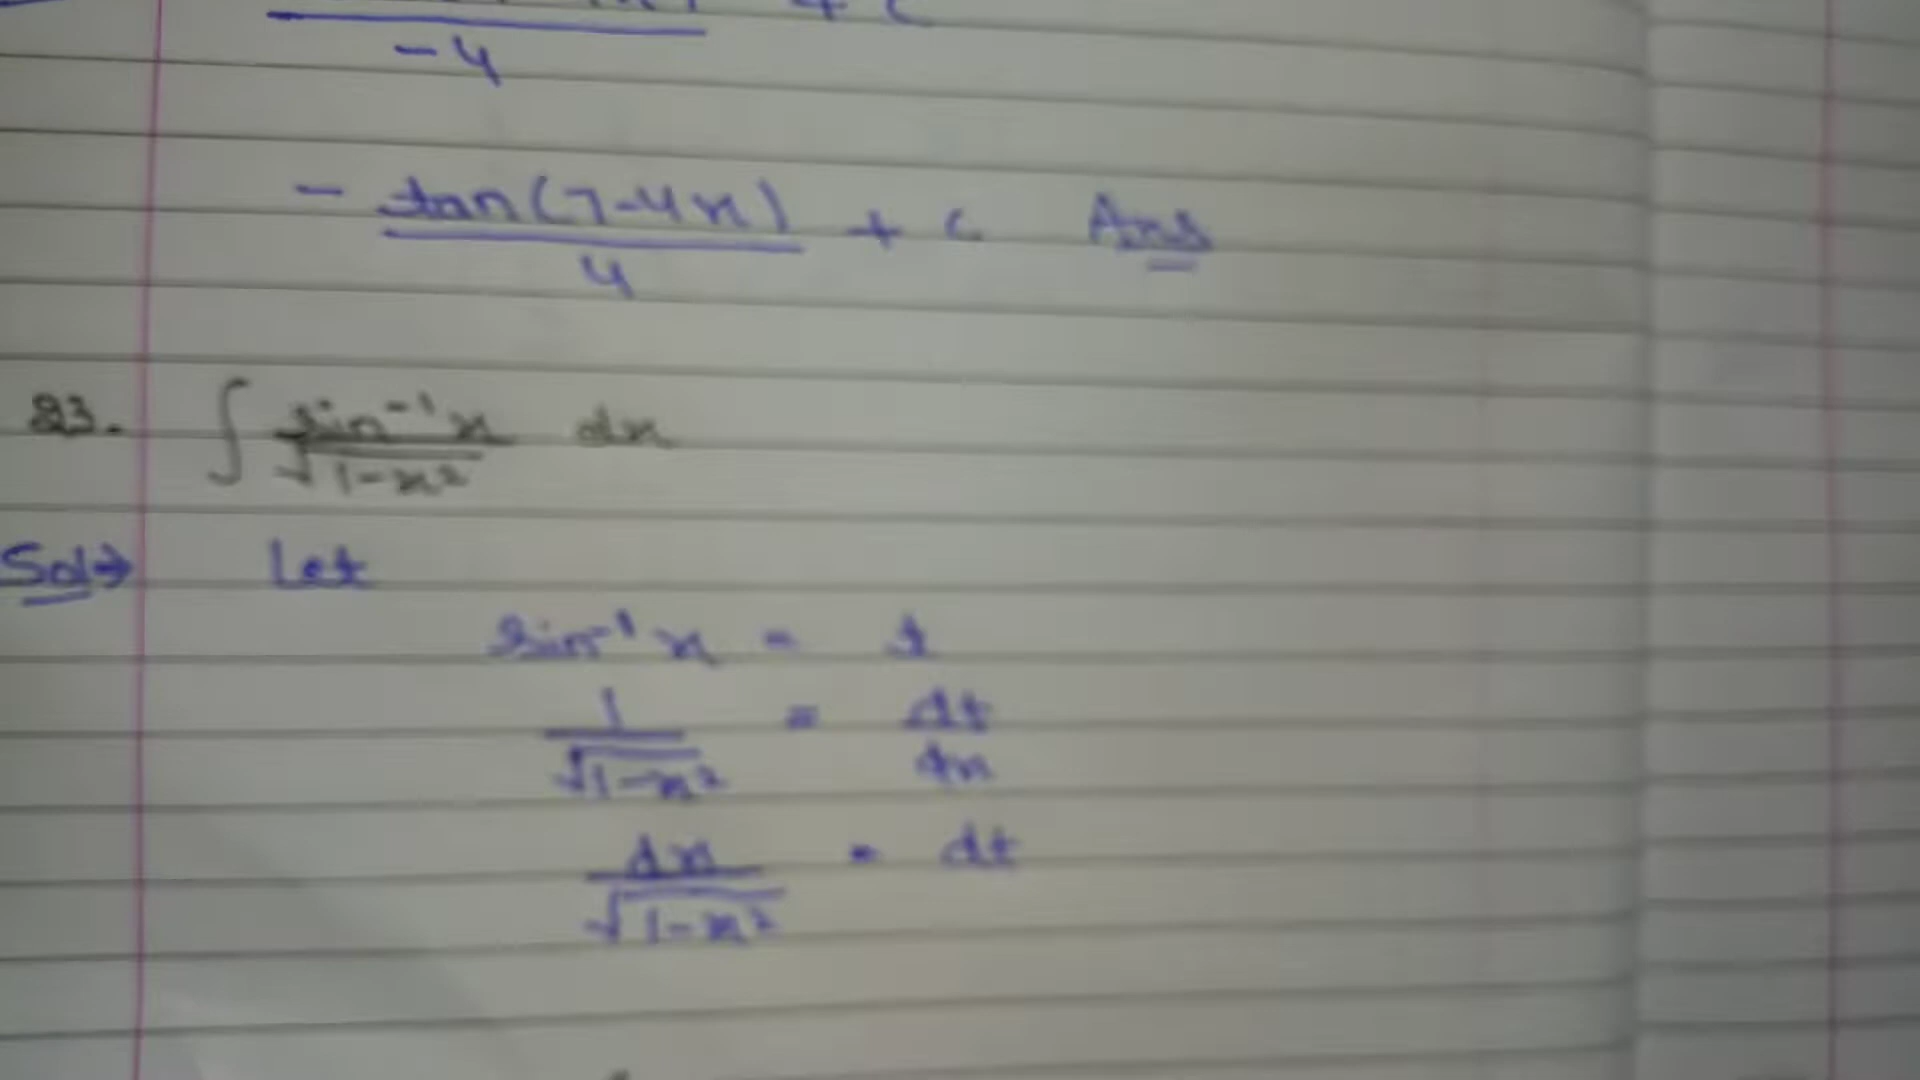 + c
-4
- tan(7-4x)/4 + c Ans
23. ∫ sin⁻¹x/√1-x² dx
Sol→ Let
sin⁻¹x = t
1/√1-x² = dt/dx
dx/√1-x² = dt